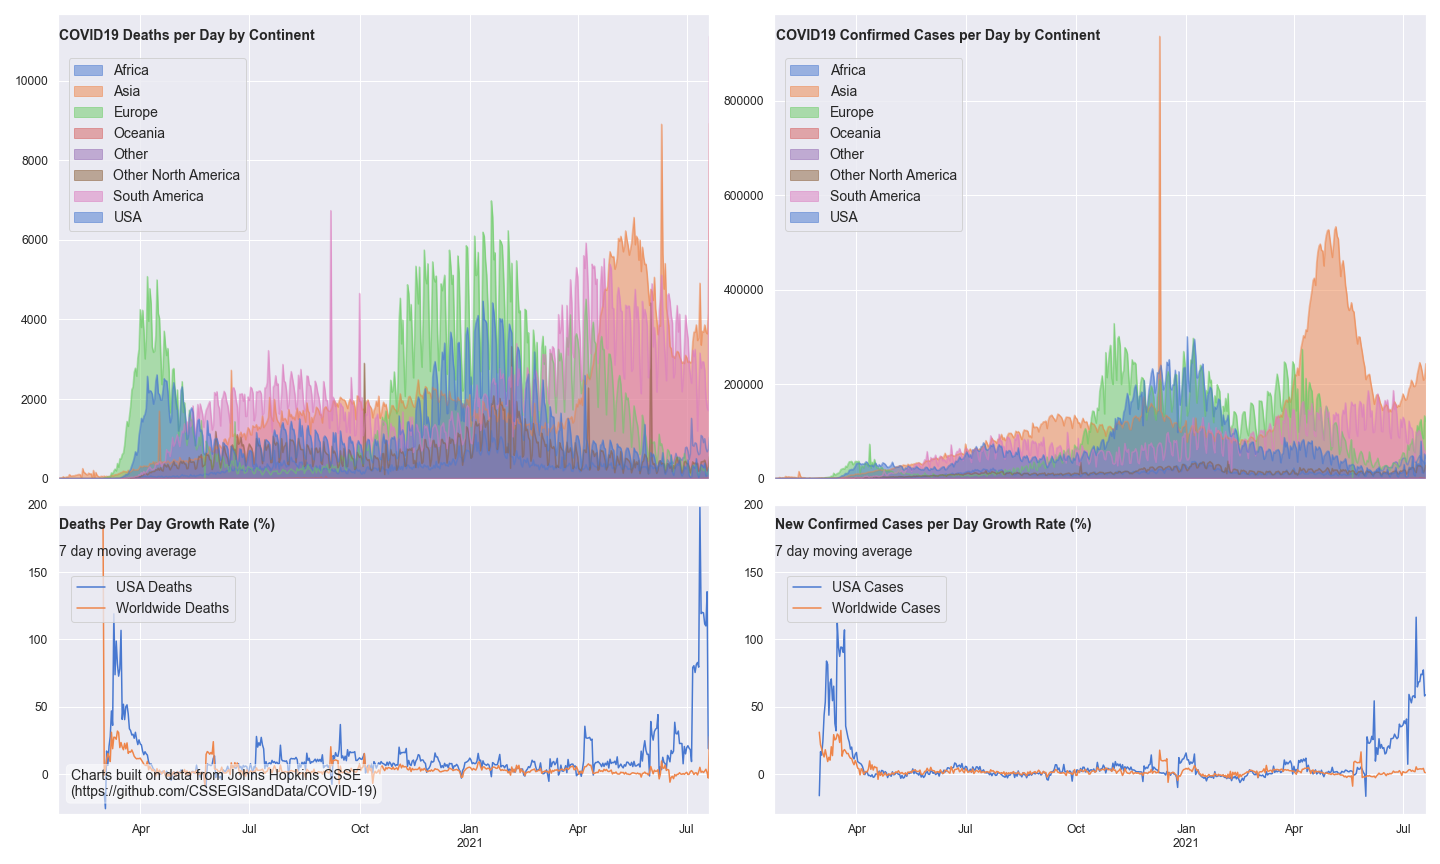 COVID19 Deaths per Day by Continent
Africa
Asia
Europe
Oceania
Other
Other North America
South America
USA
10000
8000
6000
4000
2000
0
COVID19 Confirmed Cases per Day by Continent
Africa
Asia
Europe
Oceania
Other
Other North America
South America
USA
800000
600000
400000
200000
0
Deaths Per Day Growth Rate (%)
7 day moving average
USA Deaths
Worldwide Deaths
200
150
100
50
0
Charts built on data from Johns Hopkins CSSE
(https://github.com/CSSEGISandData/COVID-19)
Apr Jul Oct Jan Apr Jul
2021
New Confirmed Cases per Day Growth Rate (%)
7 day moving average
USA Cases
Worldwide Cases
200
150
100
50
0
Apr Jul Oct Jan Apr Jul
2021